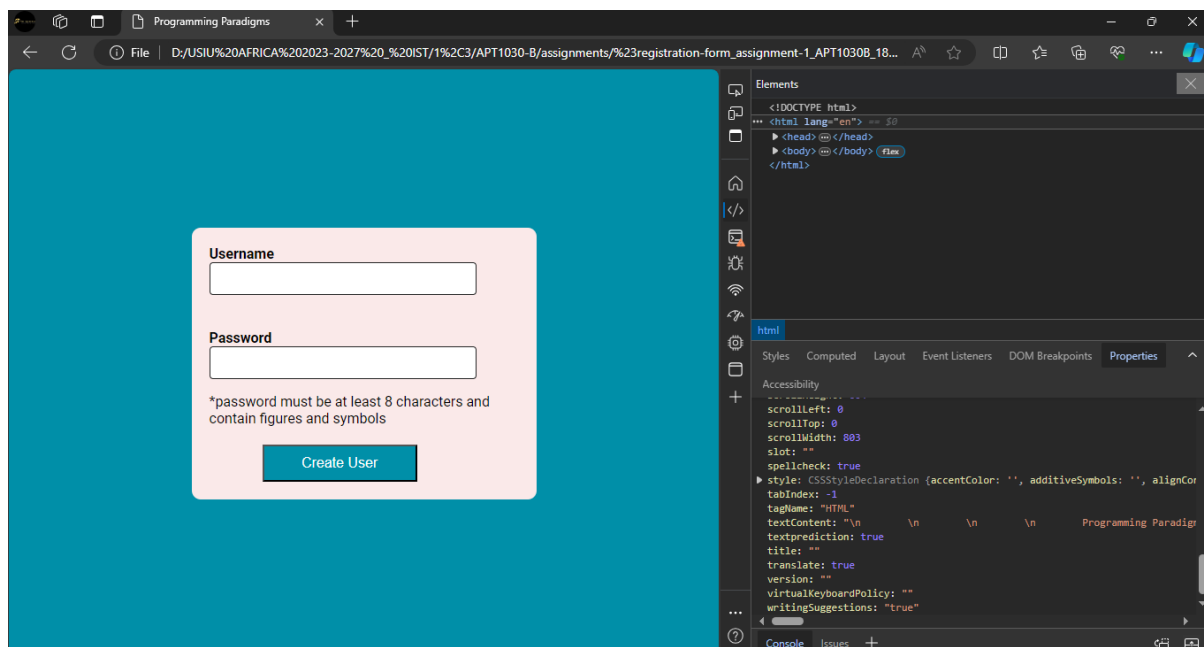 Programming Paradigms
File D:/USIU%20AFRICA%202023-2027%20_%20IST/1%2C3/APT1030-B/assignments/%23registration-form_assignment-1_APT1030B_18...
Username
Password
*password must be at least 8 characters and
contain figures and symbols
Create User
Elements
<!DOCTYPE html>
<html lang="en"> == $0
<head> </head>
<body> </body> flex
</html>
html
Styles Computed Layout Event Listeners DOM Breakpoints Properties
Accessibility
scrollLeft: 0
scrollTop: 0
scrollWidth: 803
slot: ""
spellcheck: true
style: CSSStyleDeclaration {accentColor: '', additiveSymbols: '', alignCor
tabIndex: -1
tagName: "HTML"
textContent: "\n \n \n \n Programming Paradigm
textprediction: true
title: ""
translate: true
version: ""
virtualKeyboardPolicy: ""
writingSuggestions: "true"
Console Issues